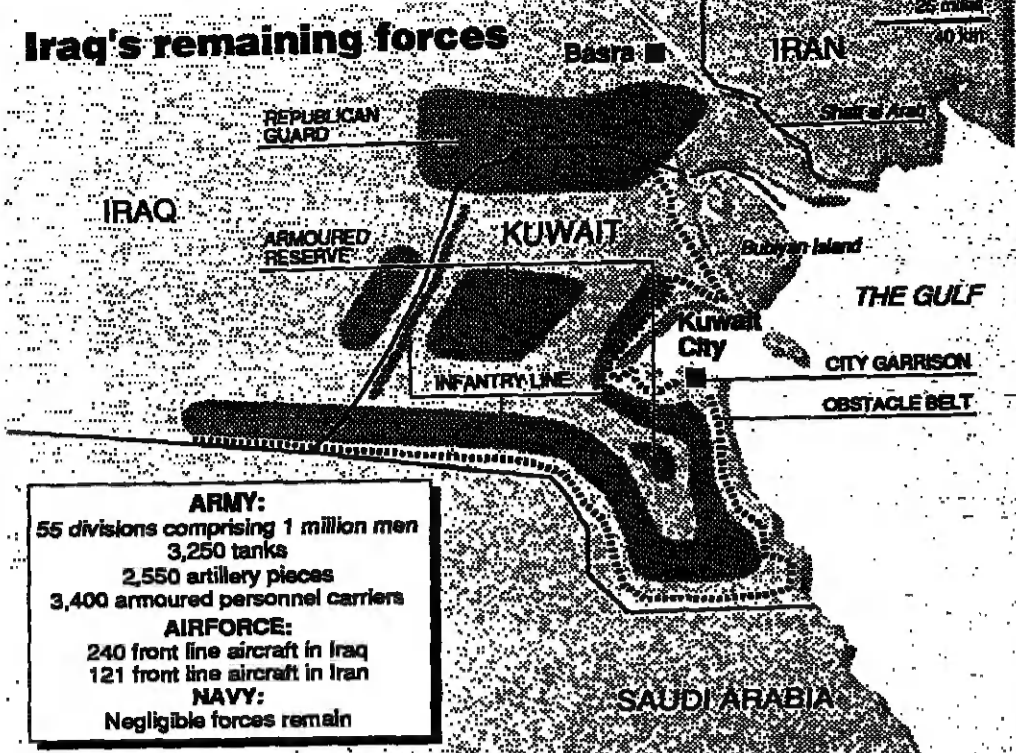 Iraq's remaining forces
25 miles
40 km
Basra
IRAN
REPUBLICAN
GUARD
Shatt al Arab
IRAQ
ARMOURED
RESERVE
KUWAIT
Bubiyan Island
THE GULF
Kuwait
City
CITY GARRISON
INFANTRY LINE
OBSTACLE BELT
ARMY:
55 divisions comprising 1 million men
3,250 tanks
2,550 artillery pieces
3,400 armoured personnel carriers
AIRFORCE:
240 front line aircraft in Iraq
121 front line aircraft in Iran
NAVY:
Negligible forces remain
SAUDI ARABIA